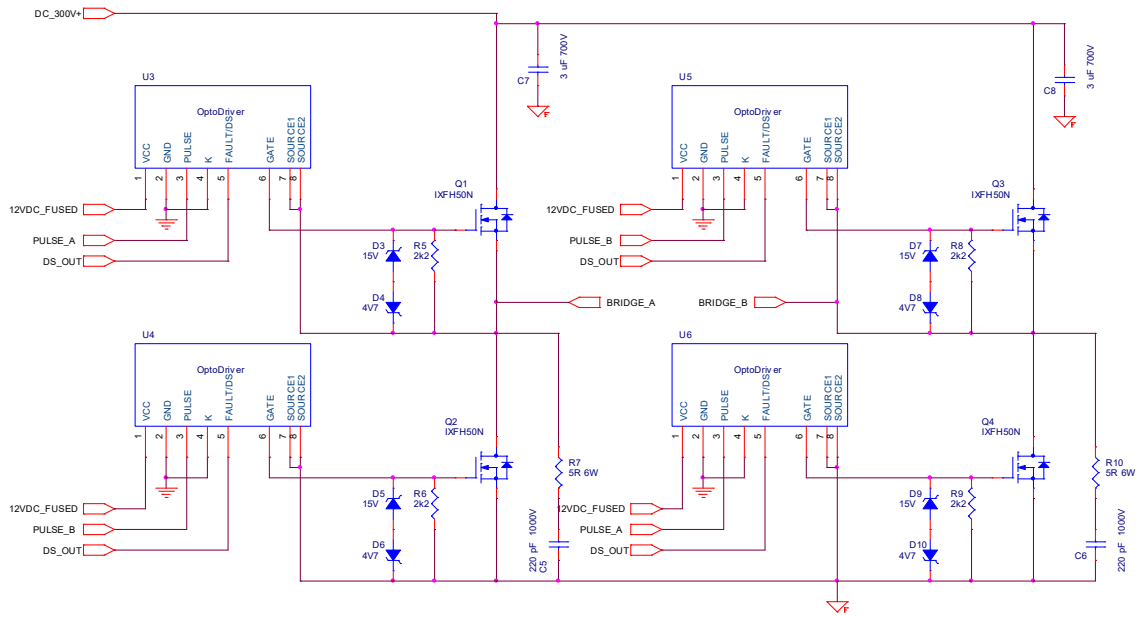 DC_300V+
C7
3 uF 700V
C8
3 uF 700V
F
F
U3
OptoDriver
VCC
GND
PULSE
K
FAULT/DS
GATE
SOURCE1
SOURCE2
1
2
3
4
5
6
7
8
12VDC_FUSED
PULSE_A
DS_OUT
Q1
IXFH50N
D3
15V
R5
2k2
D4
4V7
BRIDGE_A
U5
OptoDriver
VCC
GND
PULSE
K
FAULT/DS
GATE
SOURCE1
SOURCE2
1
2
3
4
5
6
7
8
12VDC_FUSED
PULSE_B
DS_OUT
Q3
IXFH50N
D7
15V
R8
2k2
D8
4V7
BRIDGE_B
U4
OptoDriver
VCC
GND
PULSE
K
FAULT/DS
GATE
SOURCE1
SOURCE2
1
2
3
4
5
6
7
8
12VDC_FUSED
PULSE_B
DS_OUT
Q2
IXFH50N
D5
15V
R6
2k2
D6
4V7
R7
5R 6W
220 pF 1000V
C5
U6
OptoDriver
VCC
GND
PULSE
K
FAULT/DS
GATE
SOURCE1
SOURCE2
1
2
3
4
5
6
7
8
12VDC_FUSED
PULSE_A
DS_OUT
Q4
IXFH50N
D9
15V
R9
2k2
D10
4V7
R10
5R 6W
C6
220 pF 1000V
F